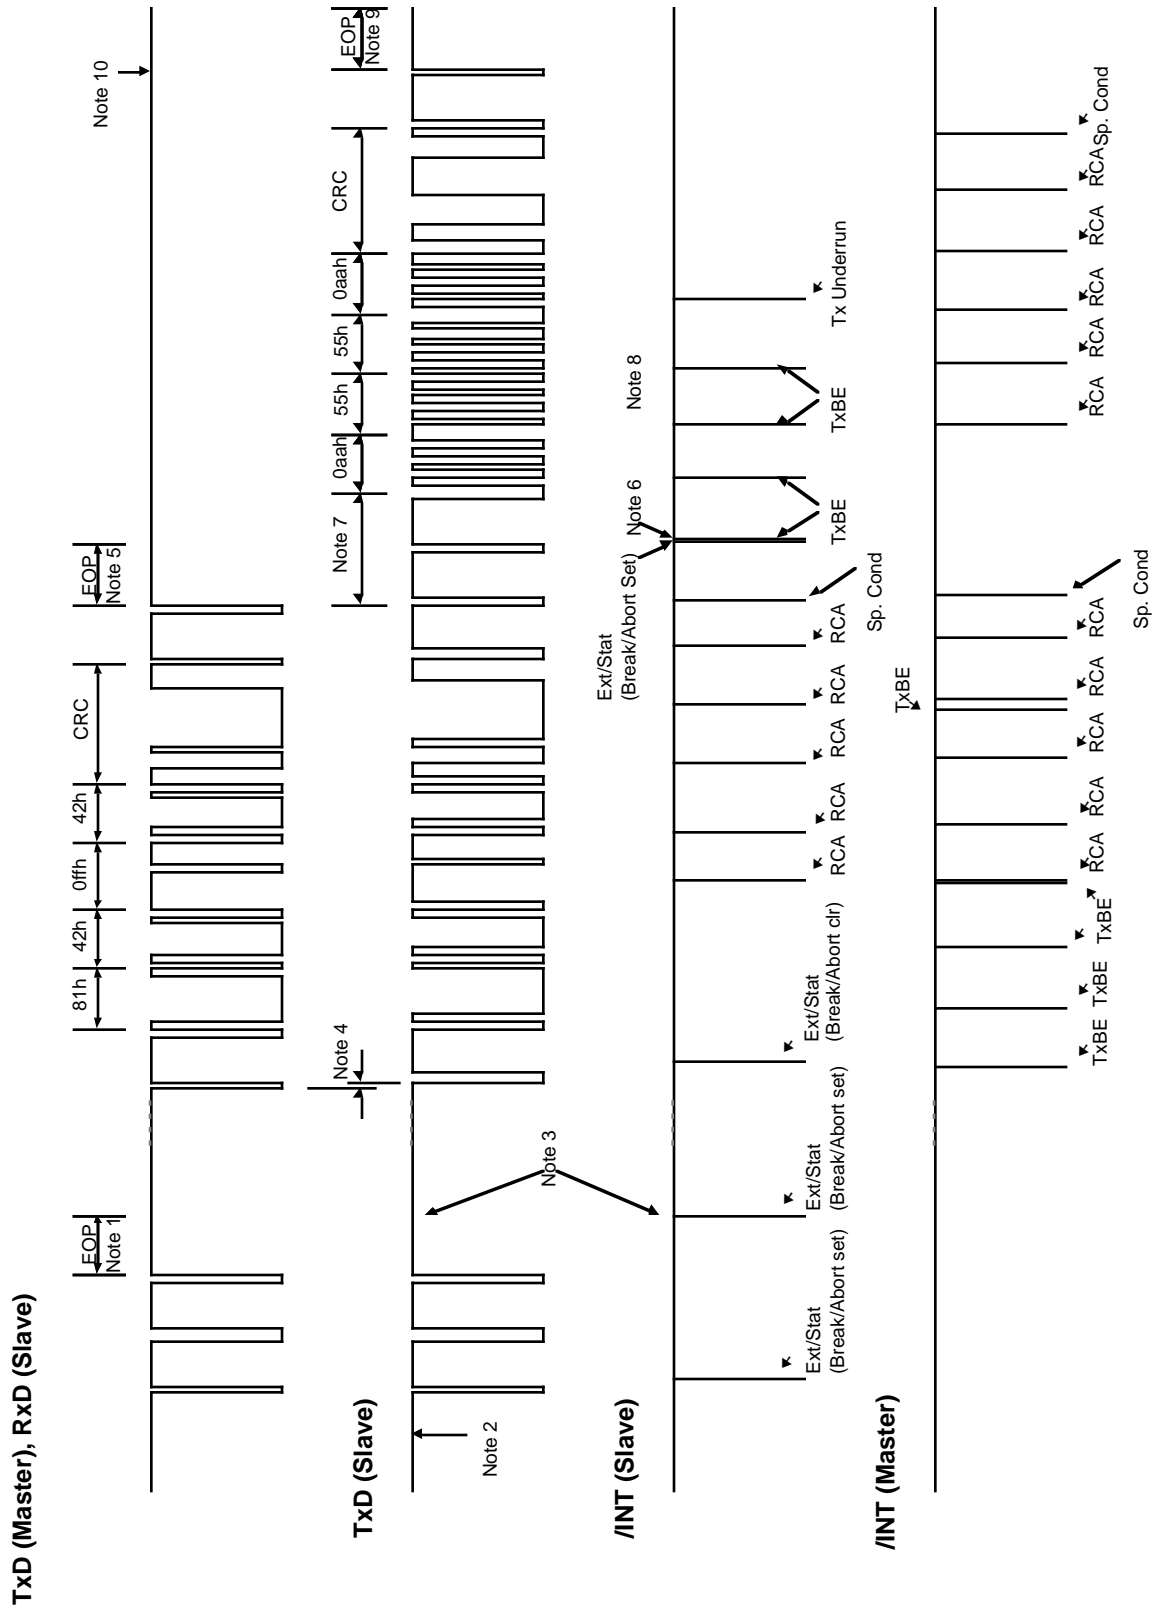 TxD (Master), RxD (Slave)
EOP
Note 1
81h
42h
0ffh
42h
CRC
EOP
Note 5
Note 10
TxD (Slave)
Note 2
Note 3
Note 4
Note 7
0aah
55h
55h
0aah
CRC
EOP
Note 9
/INT (Slave)
Ext/Stat
(Break/Abort set)
Ext/Stat
(Break/Abort set)
Ext/Stat
(Break/Abort clr)
RCA
RCA
RCA
RCA
RCA
Sp. Cond
Ext/Stat
(Break/Abort Set)
Note 6
TxBE
Note 8
TxBE
Tx Underrun
/INT (Master)
TxBE
TxBE
TxBE
RCA
RCA
RCA
TxBE
RCA
RCA
Sp. Cond
RCA
RCA
RCA
RCA
RCA
Sp. Cond